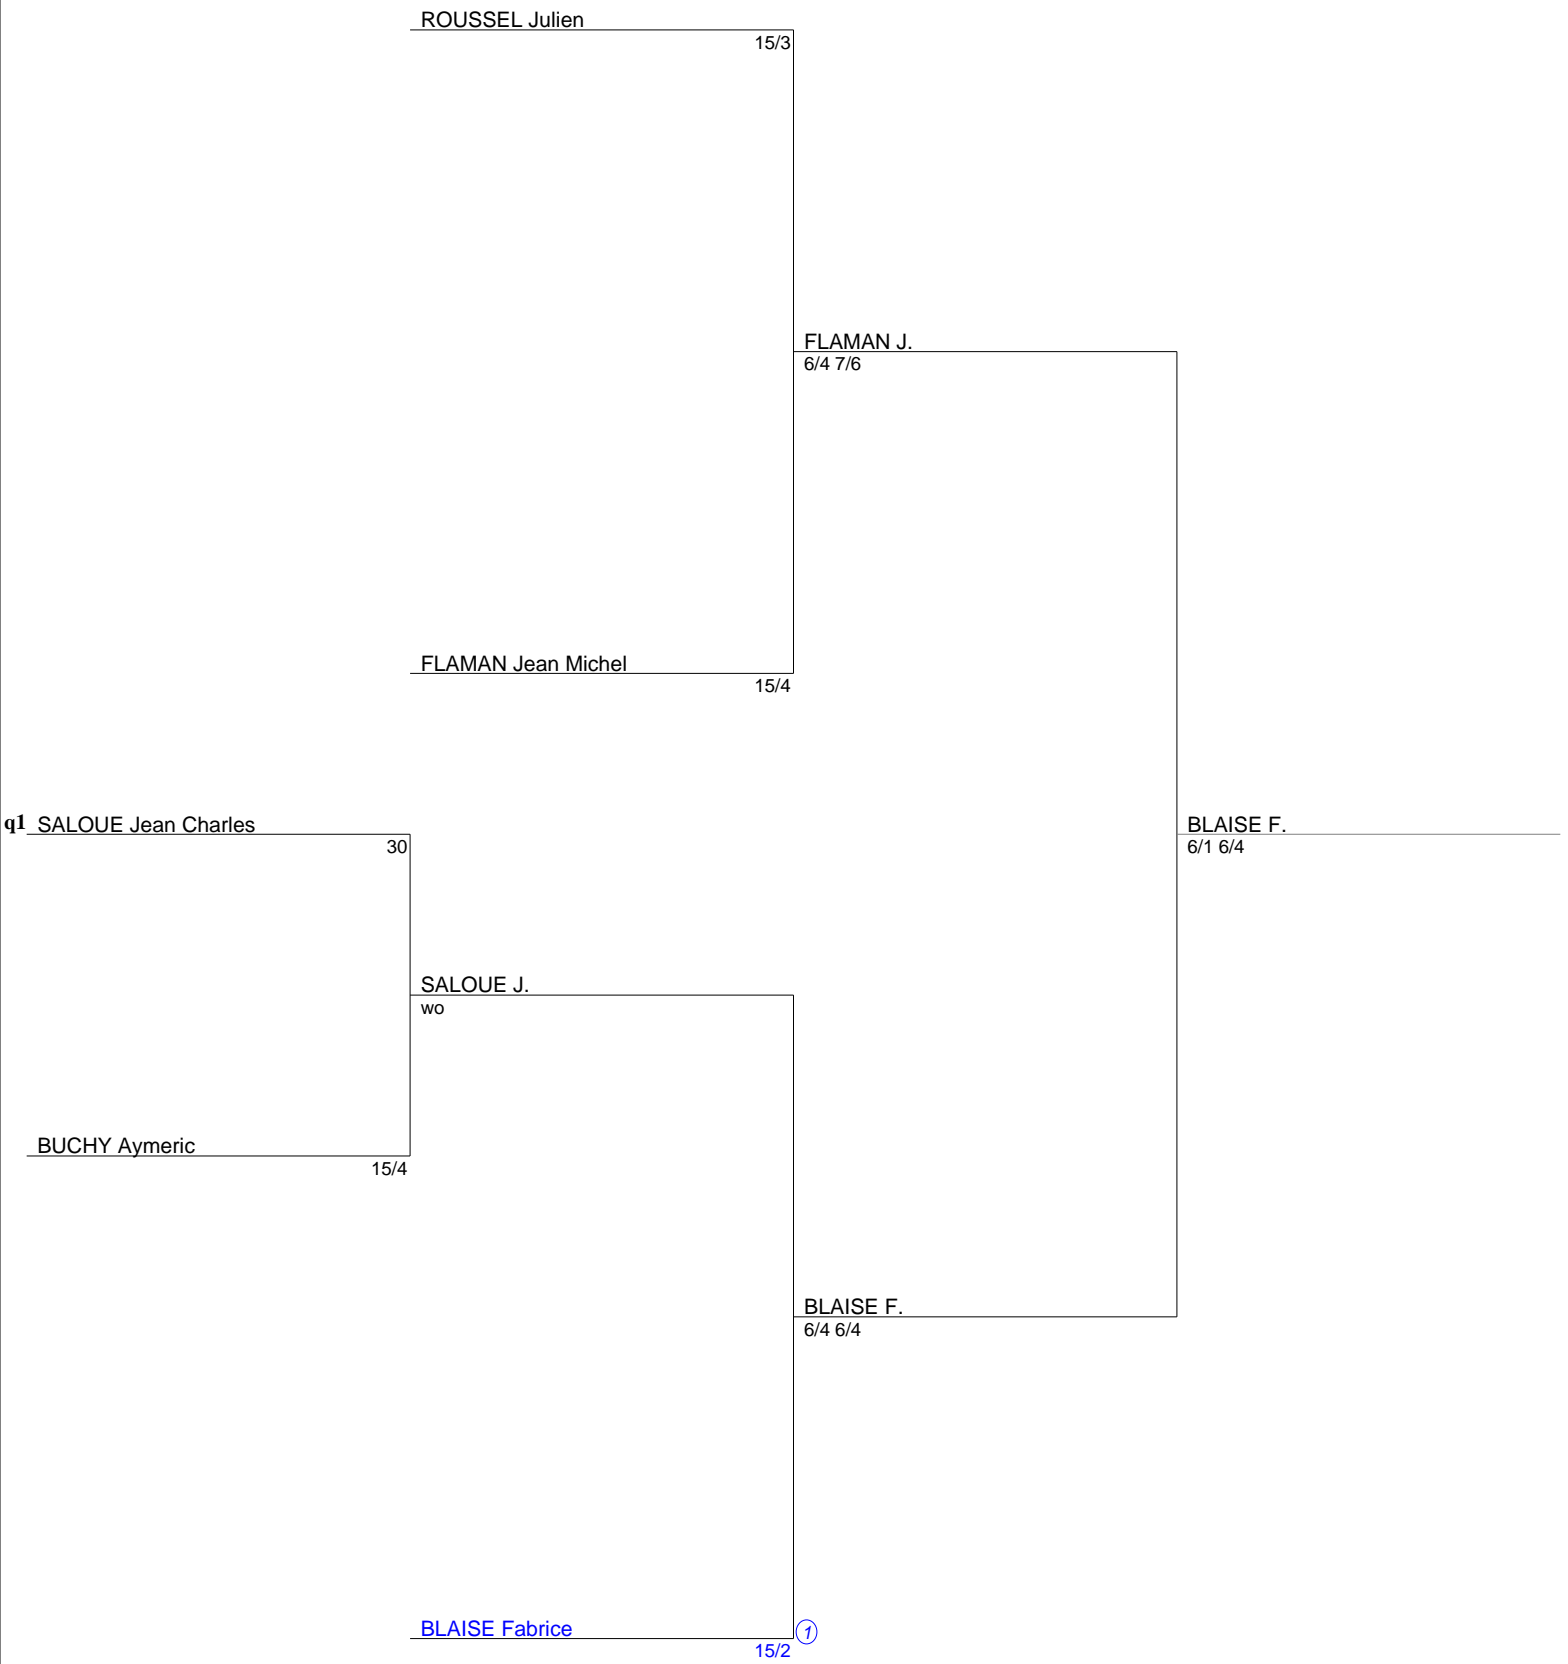 ROUSSEL Julien
15/3
FLAMAN J.
6/4 7/6
FLAMAN Jean Michel
15/4
q1 SALOUE Jean Charles
30
BLAISE F.
6/1 6/4
SALOUE J.
wo
BUCHY Aymeric
15/4
BLAISE F.
6/4 6/4
BLAISE Fabrice
1
15/2